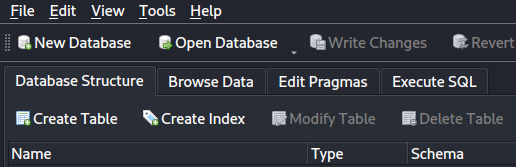 File Edit View Tools Help
New Database Open Database Write Changes Revert
Database Structure Browse Data Edit Pragmas Execute SQL
Create Table Create Index Modify Table Delete Table
Name Type Schema